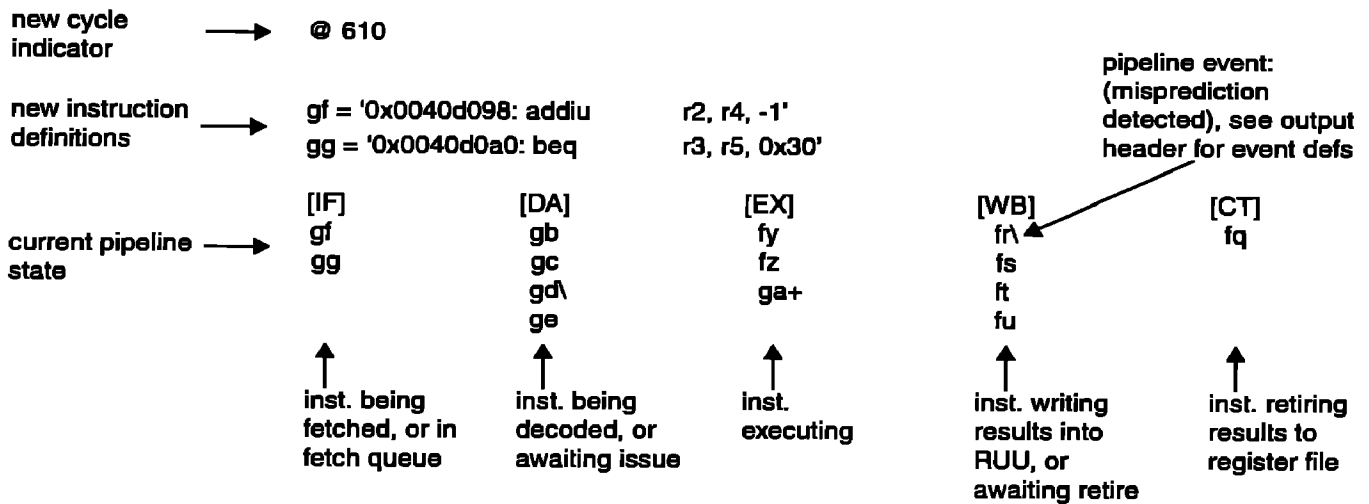 new cycle
indicator
@ 610
pipeline event:
(misprediction
detected), see output
header for event defs
new instruction
definitions
gf = '0x0040d098: addiu r2, r4, -1'
gg = '0x0040d0a0: beq r3, r5, 0x30'
current pipeline
state
[IF] [DA] [EX] [WB] [CT]
gf gb fy fr\ fq
gg gc fz fs
gd\ ga+ ft
ge fu
inst. being
fetched, or in
fetch queue
inst. being
decoded, or
awaiting issue
inst.
executing
inst. writing
results into
RUU, or
awaiting retire
inst. retiring
results to
register file